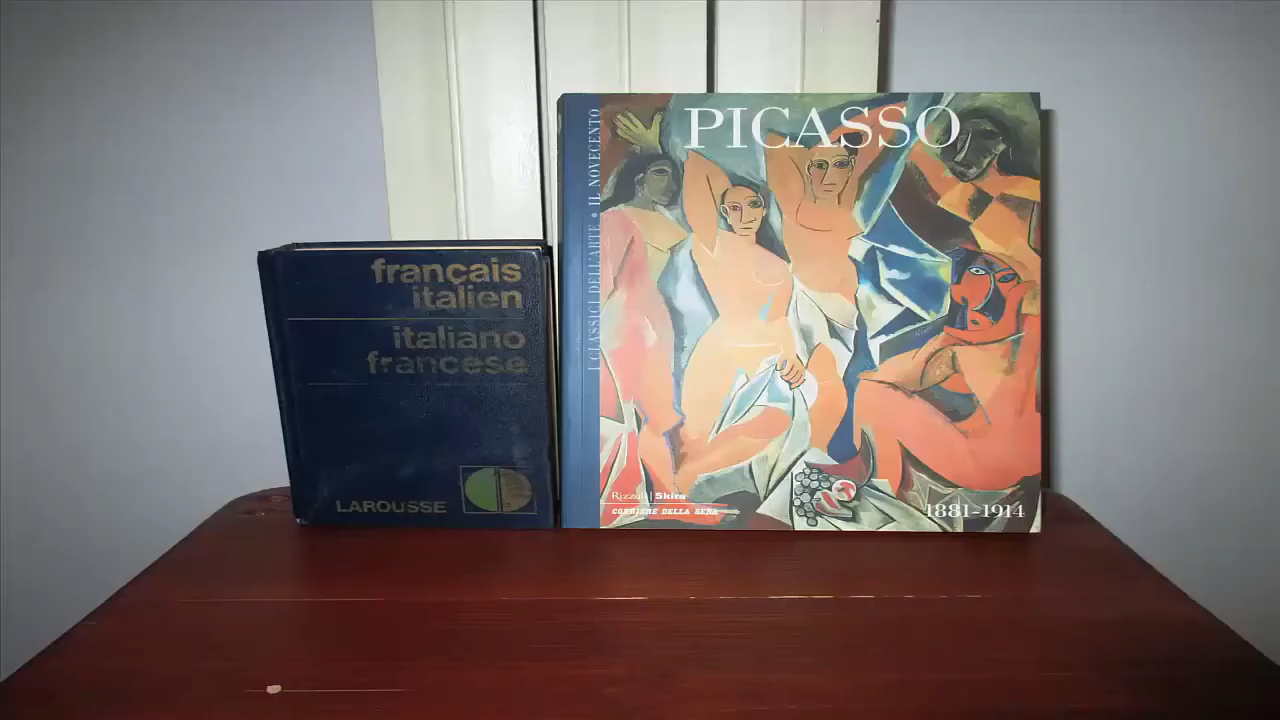 français
italien
italiano
francese
LAROUSSE
I CLASSICI DELL'ARTE • IL NOVECENTO
PICASSO
Rizzoli | Skira
CORRIERE DELLA SERA
1881-1914